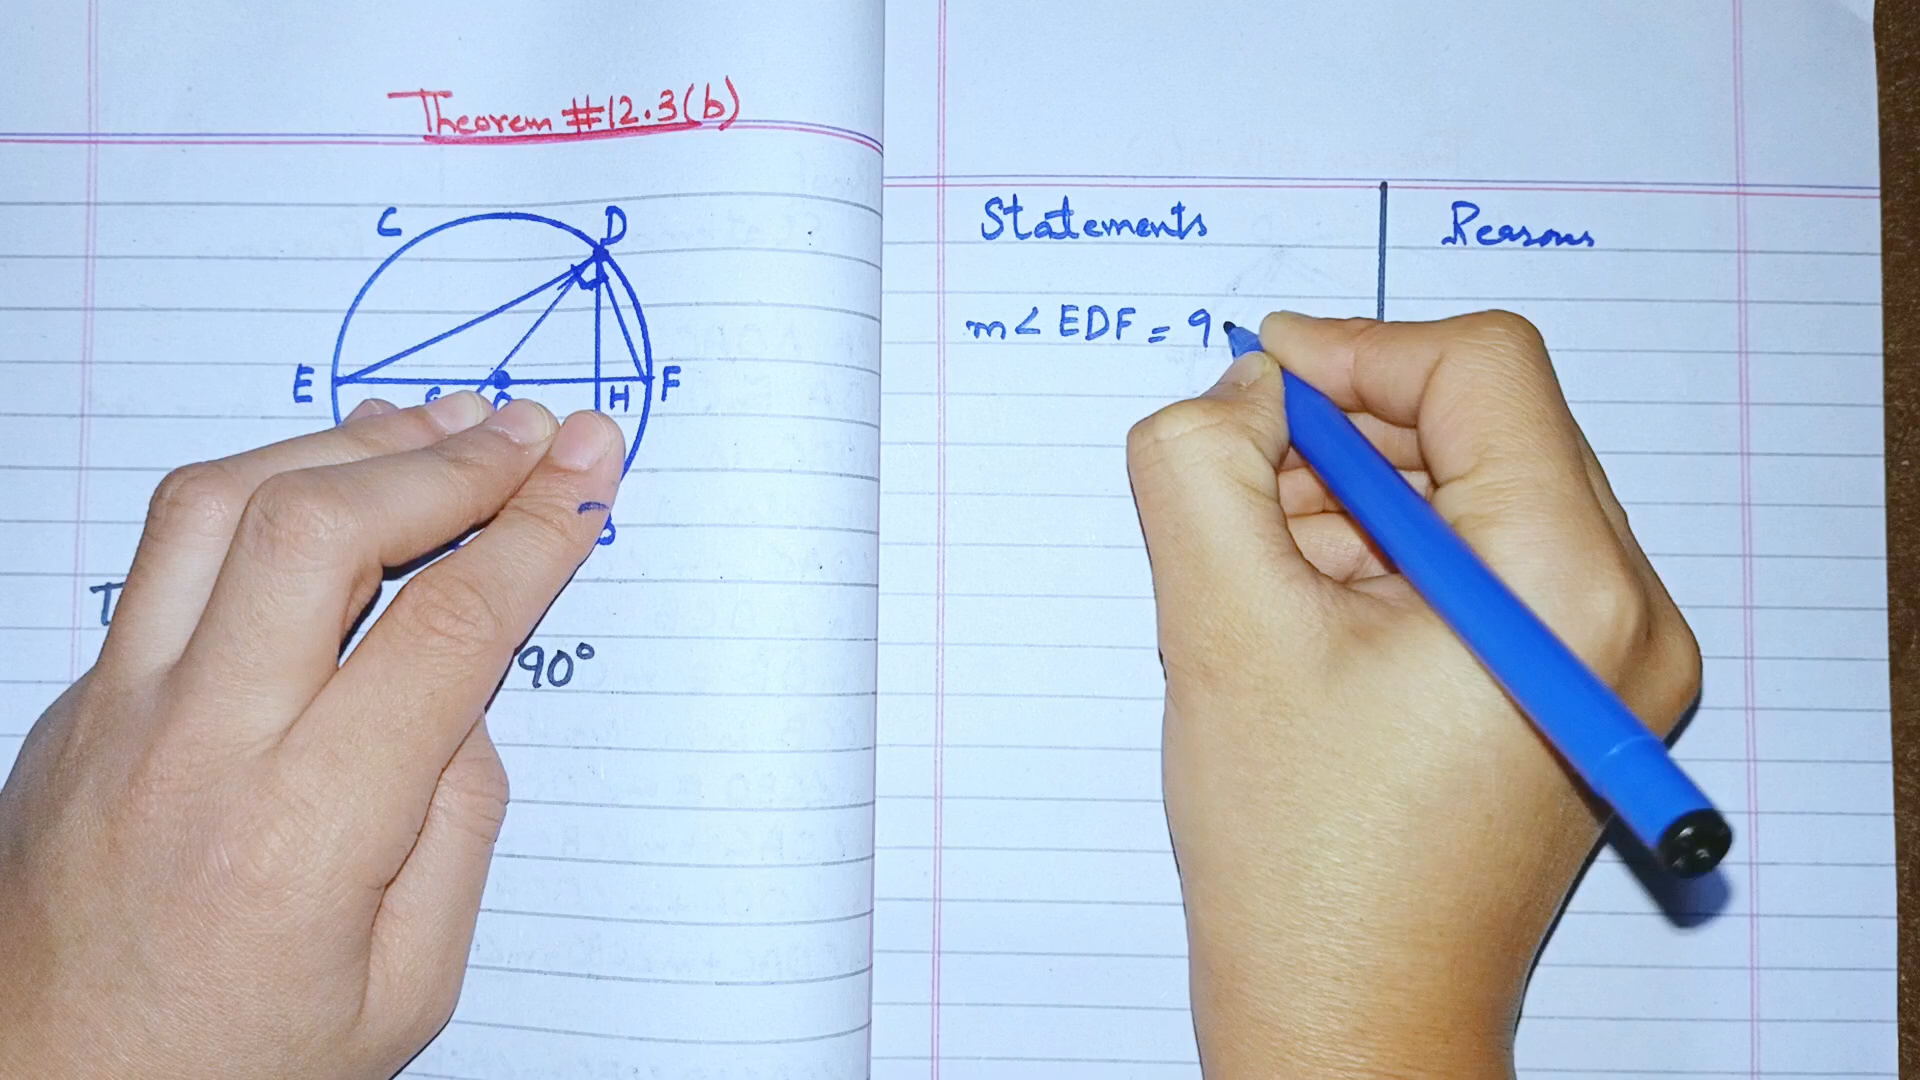 Theorem #12.3(b)
C D
E H F
90°
Statements Reasons
m∠ EDF = 9